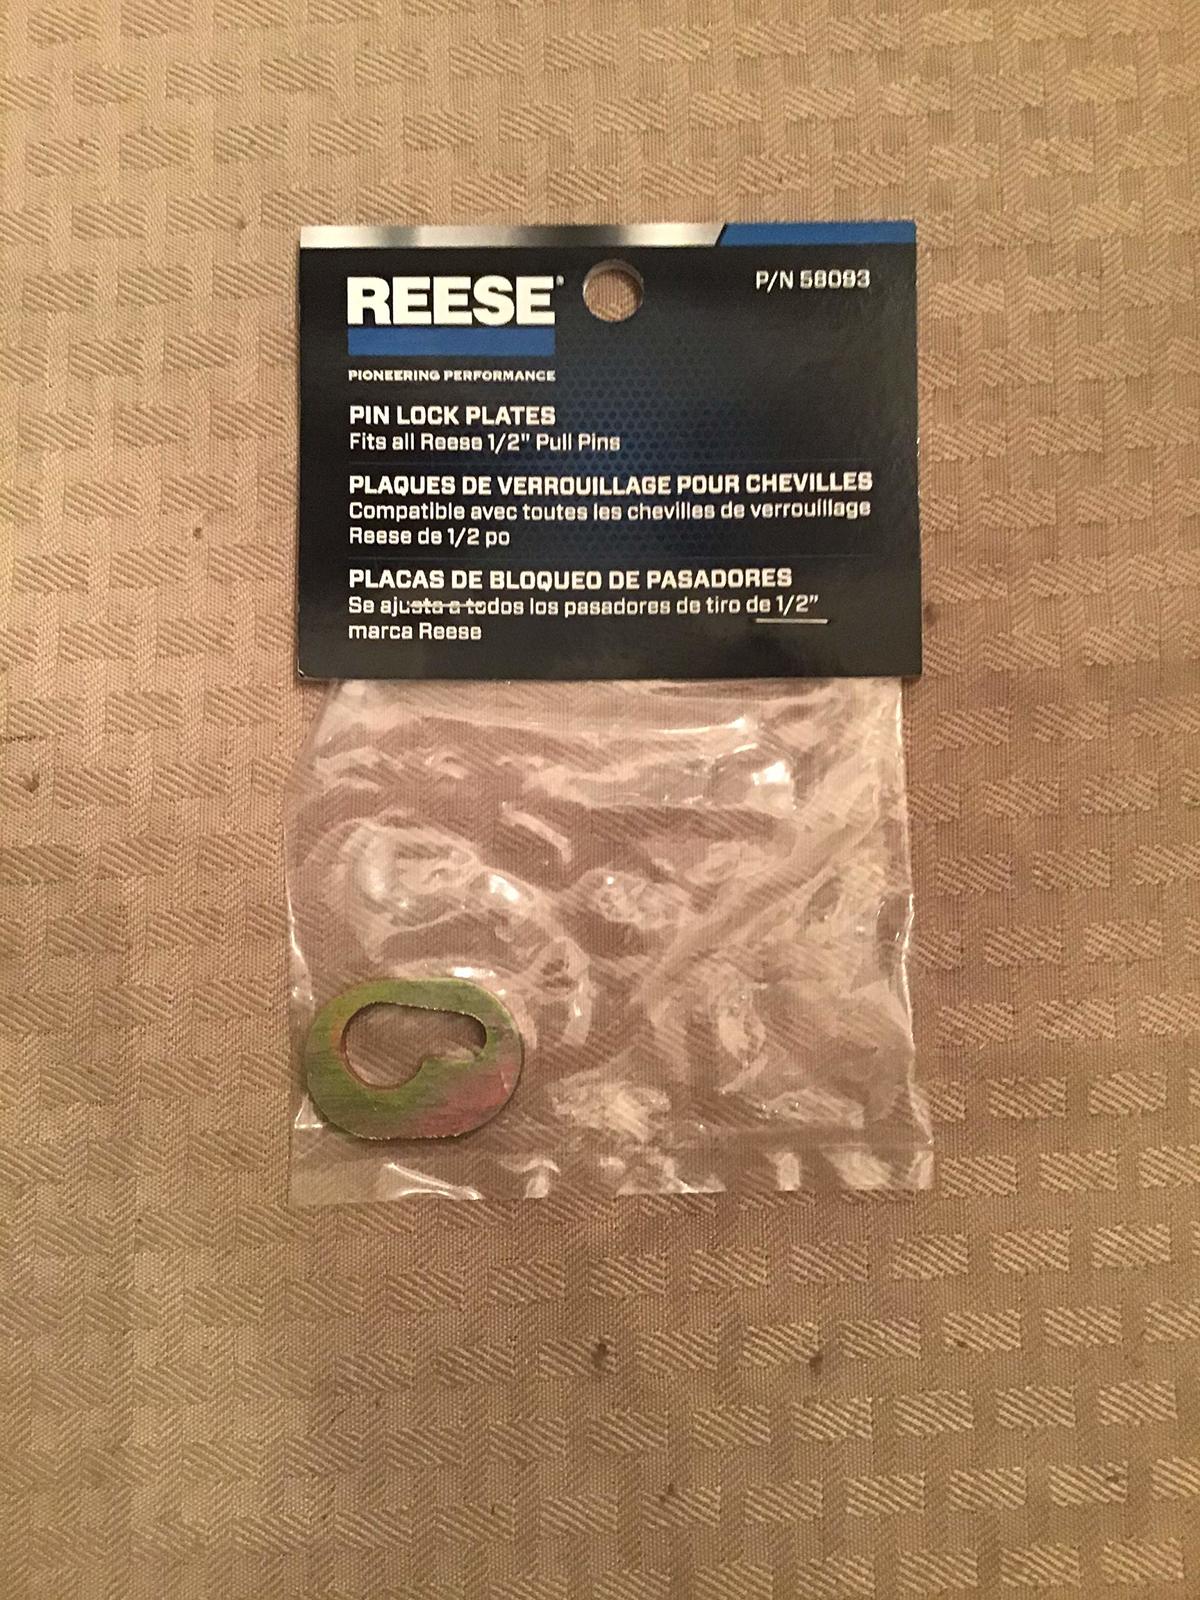 REESE®
P/N 58093
PIONEERING PERFORMANCE
PIN LOCK PLATES
Fits all Reese 1/2" Pull Pins
PLAQUES DE VERROUILLAGE POUR CHEVILLES
Compatible avec toutes les chevilles de verrouillage
Reese de 1/2 po
PLACAS DE BLOQUEO DE PASADORES
Se ajusta a todos los pasadores de tiro de 1/2”
marca Reese